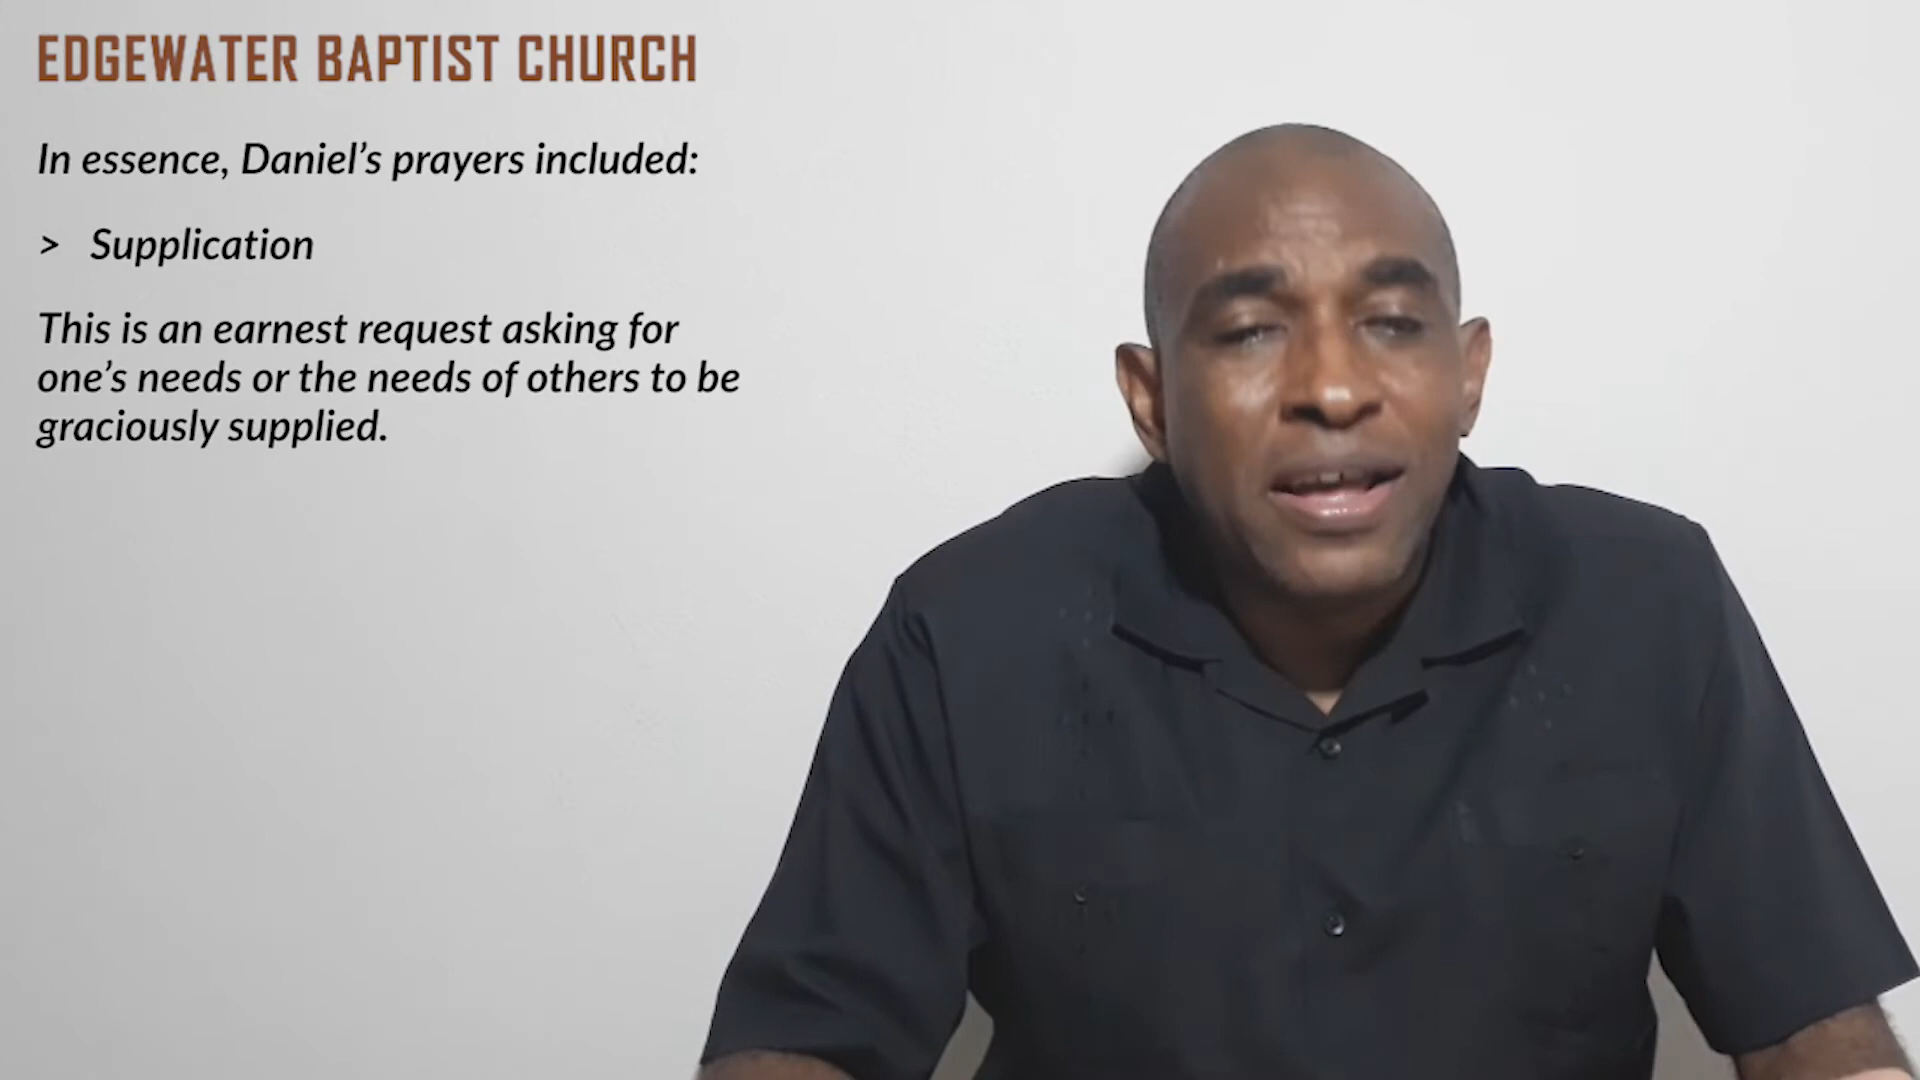 EDGEWATER BAPTIST CHURCH
In essence, Daniel’s prayers included:
> Supplication
This is an earnest request asking for
one’s needs or the needs of others to be
graciously supplied.